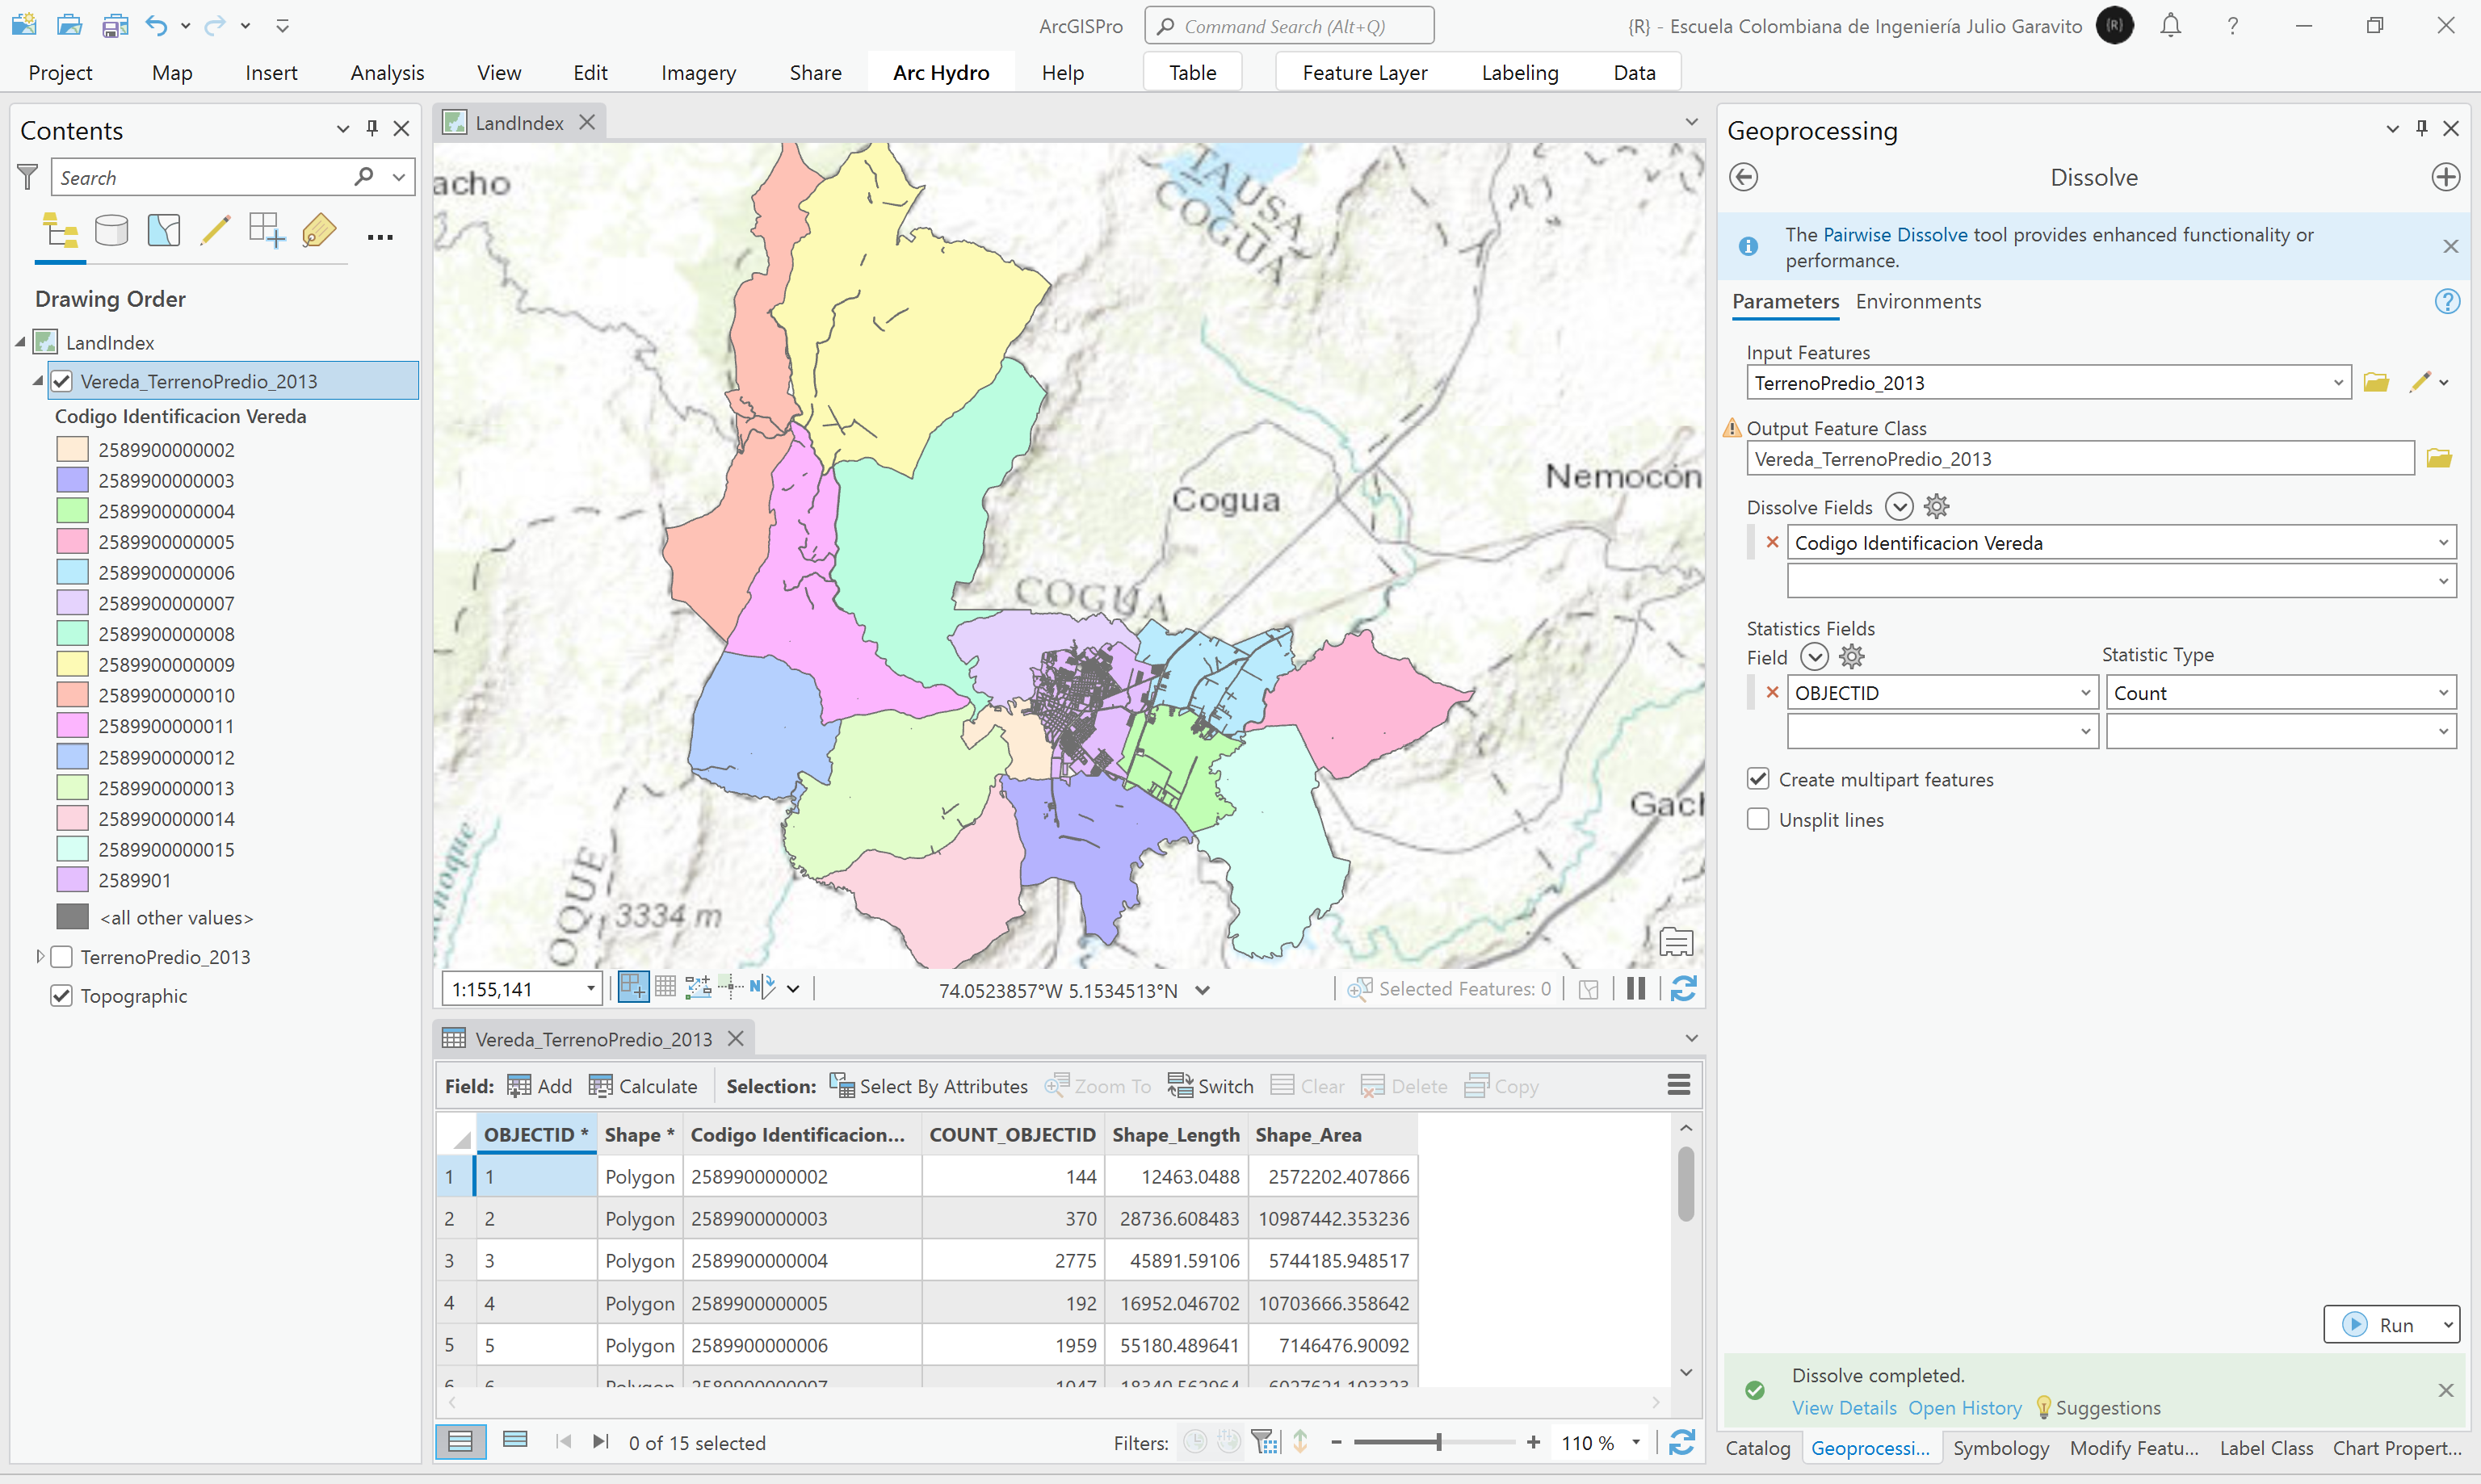 ArcGISPro
Command Search (Alt+Q)
{R} - Escuela Colombiana de Ingeniería Julio Garavito
{R}
Project Map Insert Analysis View Edit Imagery Share Arc Hydro Help Table Feature Layer Labeling Data
Contents
Search
Drawing Order
LandIndex
Vereda_TerrenoPredio_2013
Codigo Identificacion Vereda
2589900000002
2589900000003
2589900000004
2589900000005
2589900000006
2589900000007
2589900000008
2589900000009
2589900000010
2589900000011
2589900000012
2589900000013
2589900000014
2589900000015
2589901
<all other values>
TerrenoPredio_2013
Topographic
LandIndex
acho
TAUSA
COGUA
Nemocón
Cogua
COGUA
Gach
OQUE
3334 m
1:155,141
74.0523857°W 5.1534513°N
Selected Features: 0
Vereda_TerrenoPredio_2013
Field: Add Calculate Selection: Select By Attributes Zoom To Switch Clear Delete Copy
OBJECTID * Shape * Codigo Identificacion... COUNT_OBJECTID Shape_Length Shape_Area
1 1 Polygon 2589900000002 144 12463.0488 2572202.407866
2 2 Polygon 2589900000003 370 28736.608483 10987442.353236
3 3 Polygon 2589900000004 2775 45891.59106 5744185.948517
4 4 Polygon 2589900000005 192 16952.046702 10703666.358642
5 5 Polygon 2589900000006 1959 55180.489641 7146476.90092
6 6 Polygon 2589900000007
0 of 15 selected
Filters:
110 %
Geoprocessing
Dissolve
The Pairwise Dissolve tool provides enhanced functionality or
performance.
Parameters Environments
Input Features
TerrenoPredio_2013
Output Feature Class
Vereda_TerrenoPredio_2013
Dissolve Fields
Codigo Identificacion Vereda
Statistics Fields
Field Statistic Type
OBJECTID Count
Create multipart features
Unsplit lines
Run
Dissolve completed.
View Details Open History Suggestions
Catalog Geoprocessi... Symbology Modify Featu... Label Class Chart Propert...